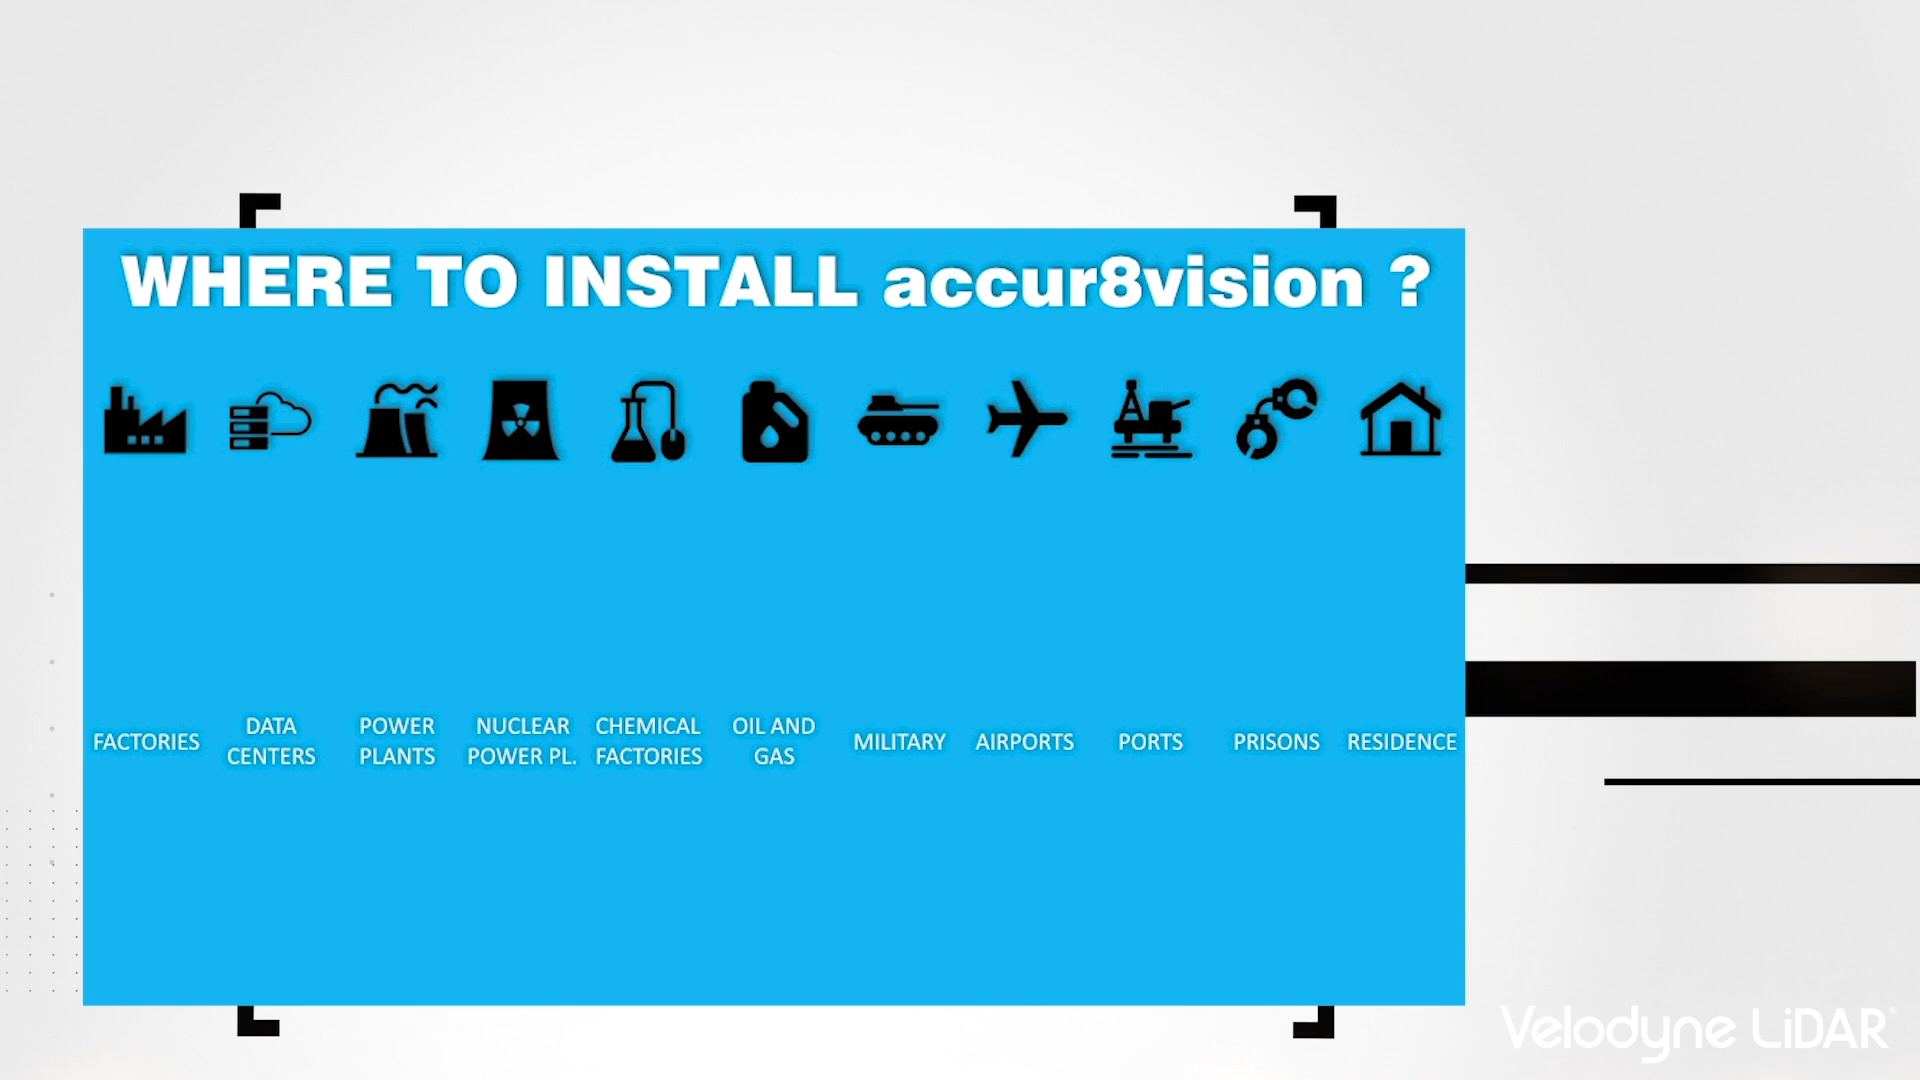 WHERE TO INSTALL accur8vision ?
FACTORIES
DATA
CENTERS
POWER
PLANTS
NUCLEAR
POWER PL.
CHEMICAL
FACTORIES
OIL AND
GAS
MILITARY
AIRPORTS
PORTS
PRISONS
RESIDENCE
Velodyne LiDAR®